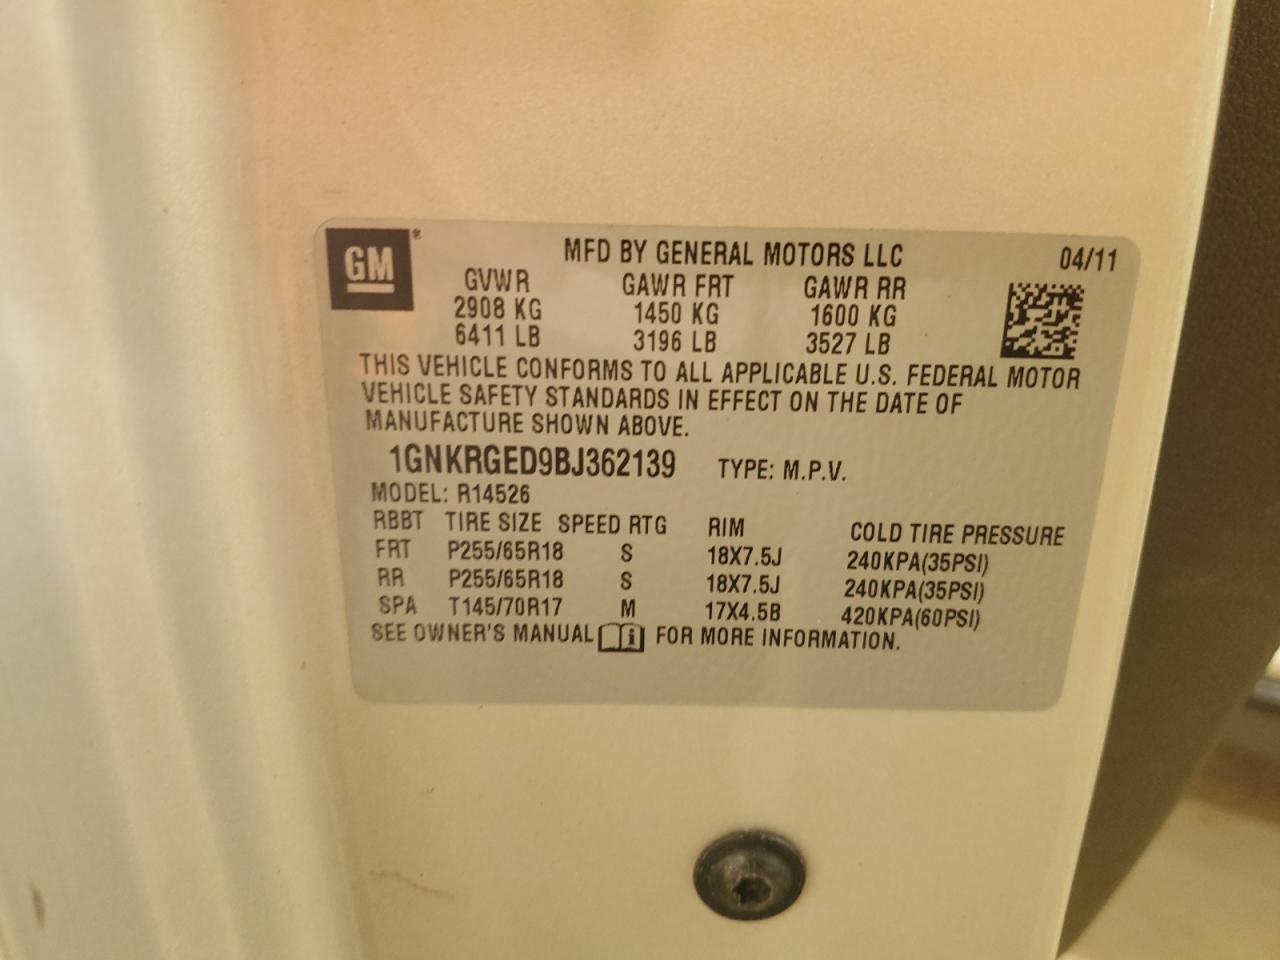 GM
MFD BY GENERAL MOTORS LLC 04/11
GVWR GAWR FRT GAWR RR
2908 KG 1450 KG 1600 KG
6411 LB 3196 LB 3527 LB
THIS VEHICLE CONFORMS TO ALL APPLICABLE U.S. FEDERAL MOTOR
VEHICLE SAFETY STANDARDS IN EFFECT ON THE DATE OF
MANUFACTURE SHOWN ABOVE.
1GNKRGED9BJ362139 TYPE: M.P.V.
MODEL: R14526
RBBT TIRE SIZE SPEED RTG RIM COLD TIRE PRESSURE
FRT P255/65R18 S 18X7.5J 240KPA(35PSI)
RR P255/65R18 S 18X7.5J 240KPA(35PSI)
SPA T145/70R17 M 17X4.5B 420KPA(60PSI)
SEE OWNER'S MANUAL FOR MORE INFORMATION.